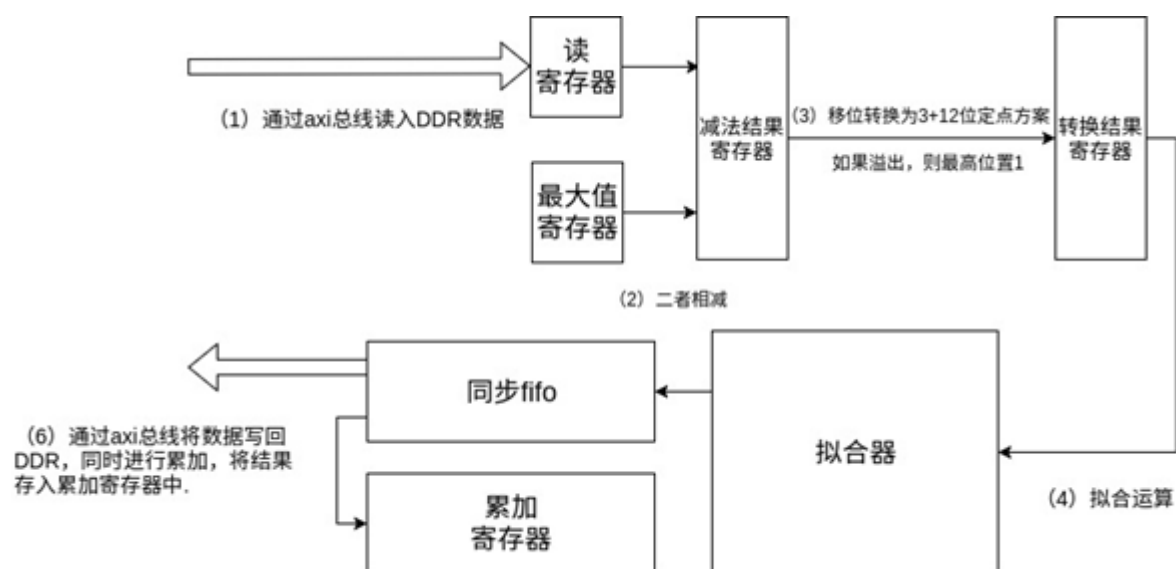 读
寄存器
（1）通过axi总线读入DDR数据
减法结果
寄存器
（3）移位转换为3+12位定点方案
如果溢出，则最高位置1
转换结果
寄存器
最大值
寄存器
（2）二者相减
同步fifo
（6）通过axi总线将数据写回
DDR，同时进行累加，将结果
存入累加寄存器中.
累加
寄存器
拟合器
（4）拟合运算